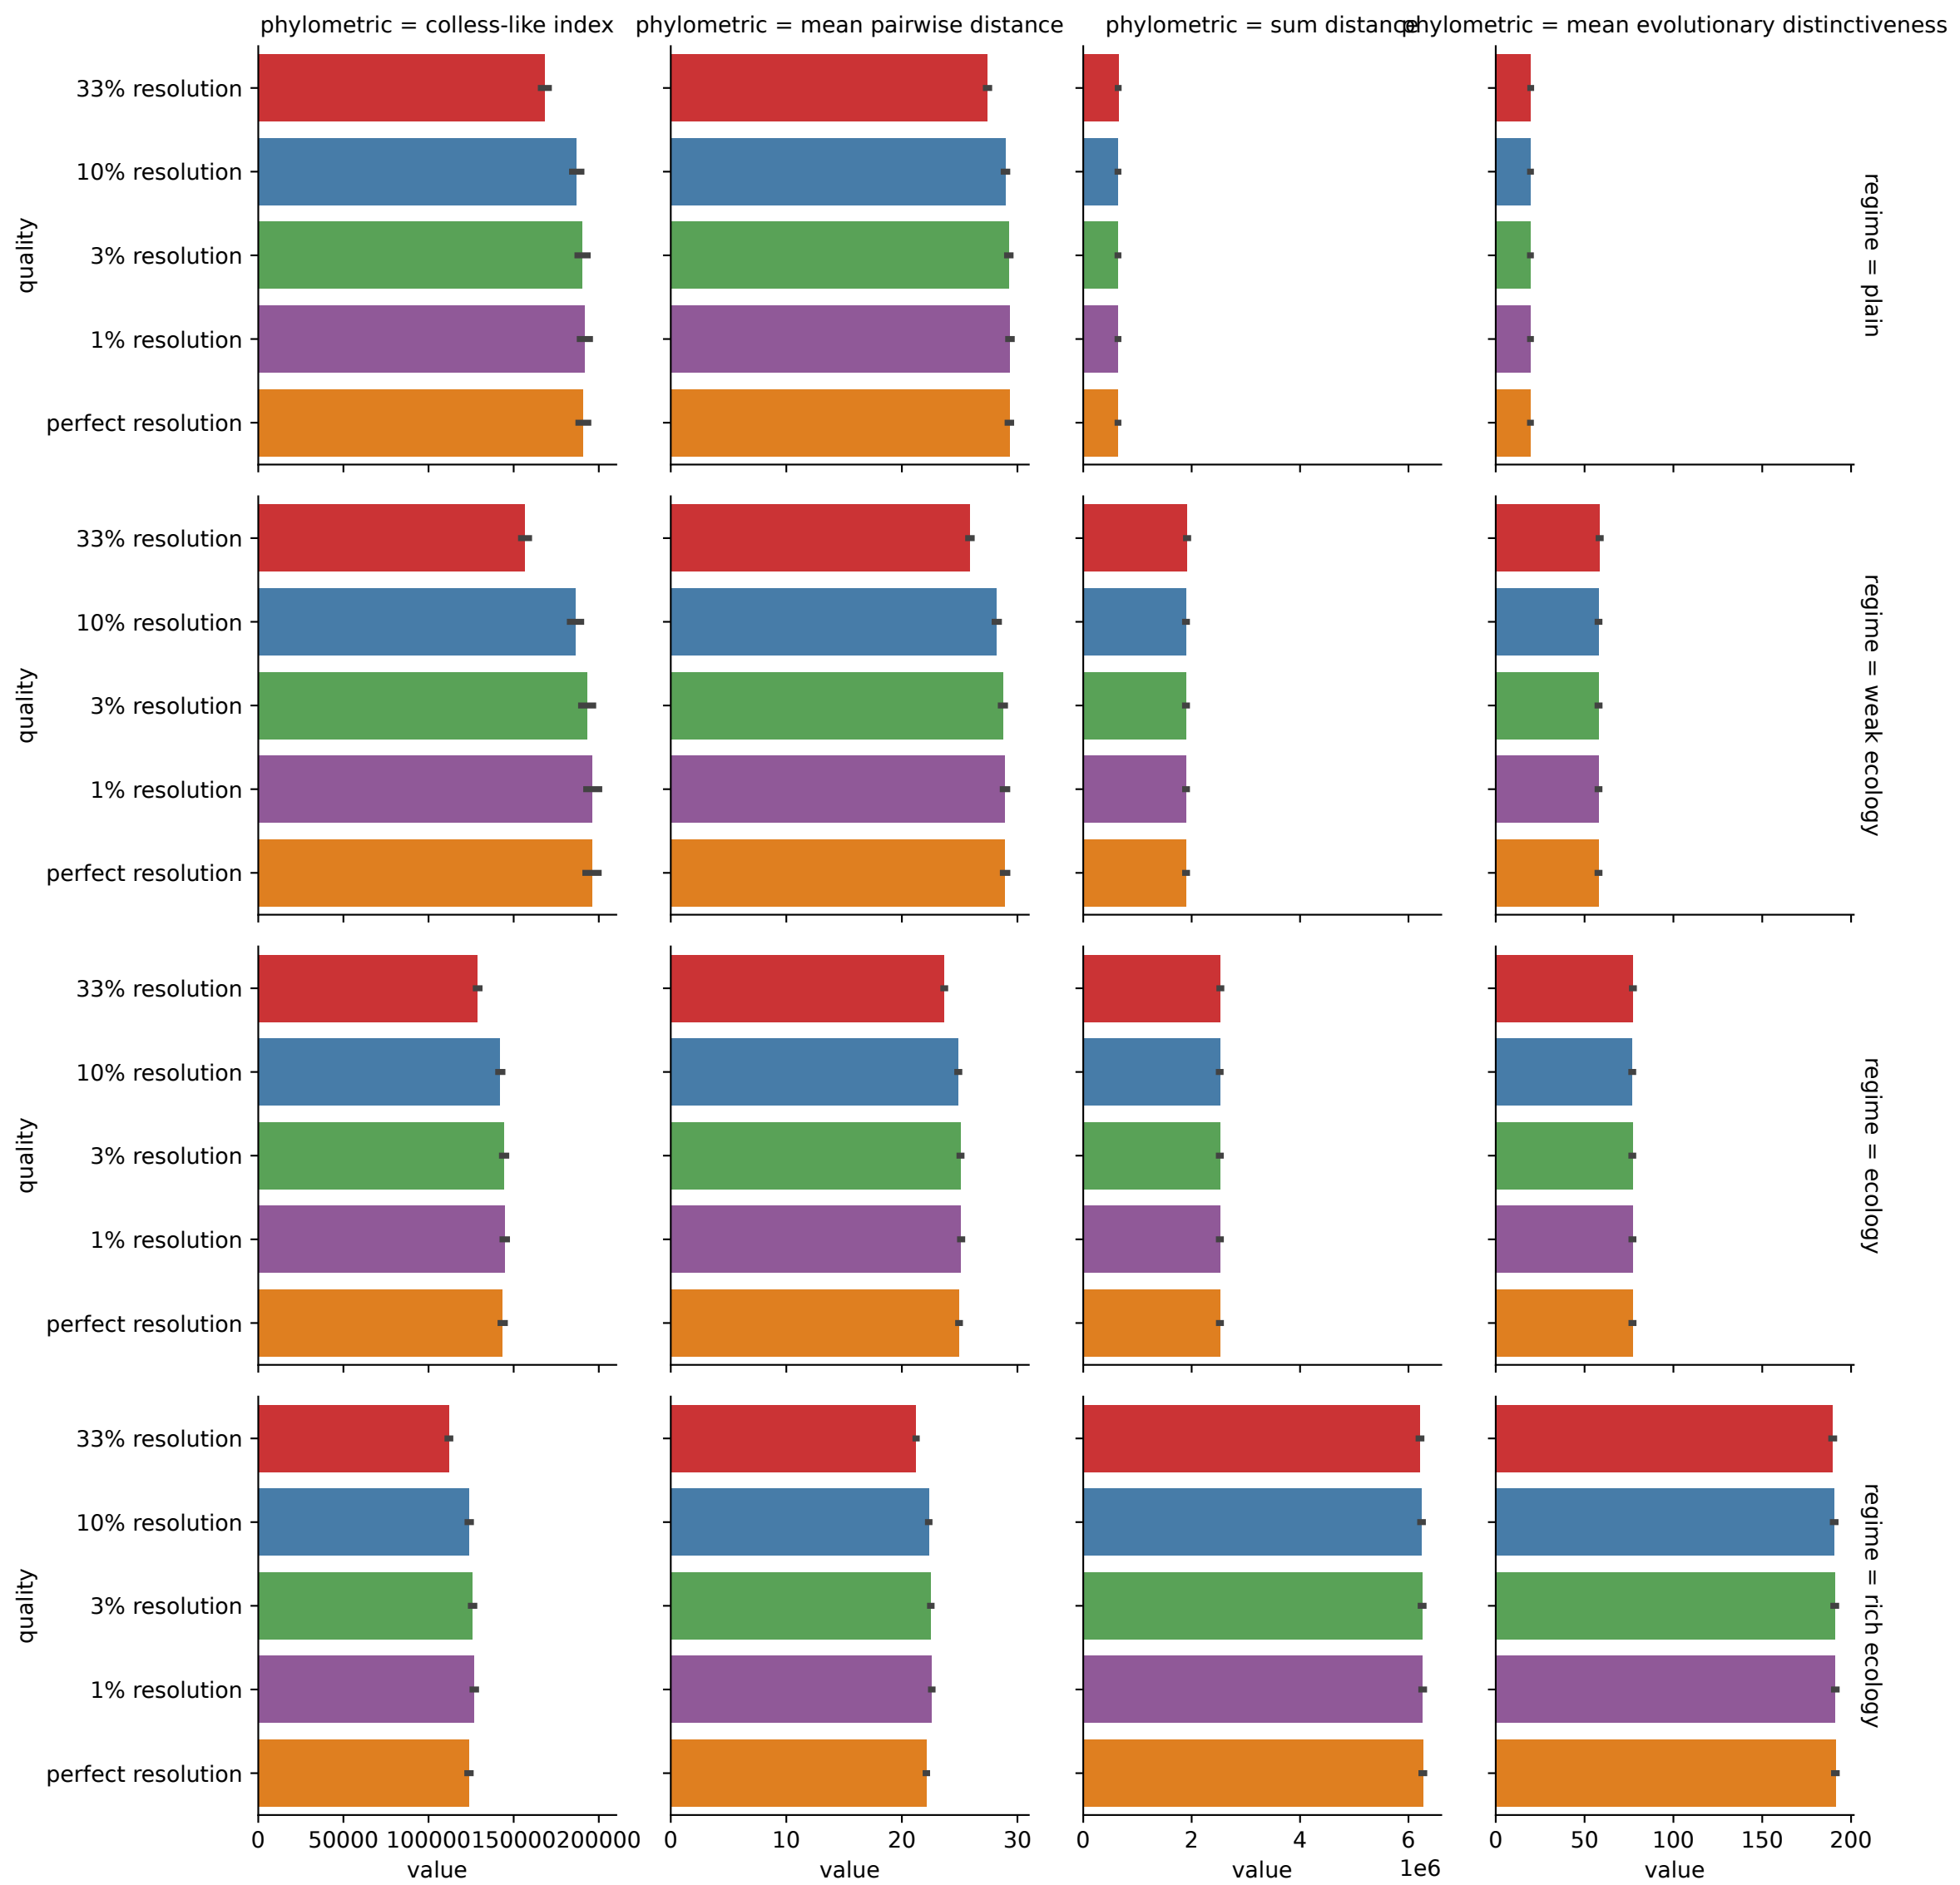 phylometric = colless-like index
phylometric = mean pairwise distance
phylometric = sum distance
phylometric = mean evolutionary distinctiveness
quality
33% resolution
10% resolution
3% resolution
1% resolution
perfect resolution
regime = plain
quality
33% resolution
10% resolution
3% resolution
1% resolution
perfect resolution
regime = weak ecology
quality
33% resolution
10% resolution
3% resolution
1% resolution
perfect resolution
regime = ecology
quality
33% resolution
10% resolution
3% resolution
1% resolution
perfect resolution
regime = rich ecology
0 50000 100000 150000 200000
value
0 10 20 30
value
0 2 4 6
1e6
value
0 50 100 150 200
value